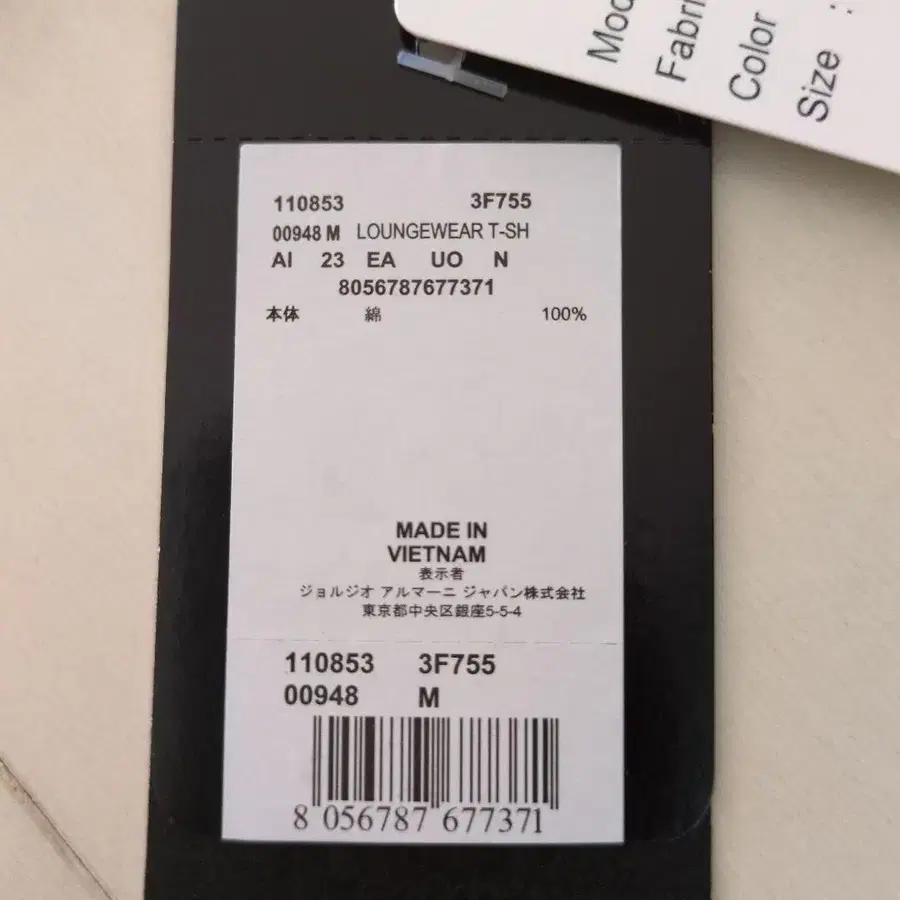 Mod
Fabri
Color
Size :
110853 3F755
00948 M LOUNGEWEAR T-SH
AI 23 EA UO N
8056787677371
本体 綿 100%
MADE IN
VIETNAM
表示者
ジョルジオ アルマーニ ジャパン株式会社
東京都中央区銀座5-5-4
110853 3F755
00948 M
8 056787 677371